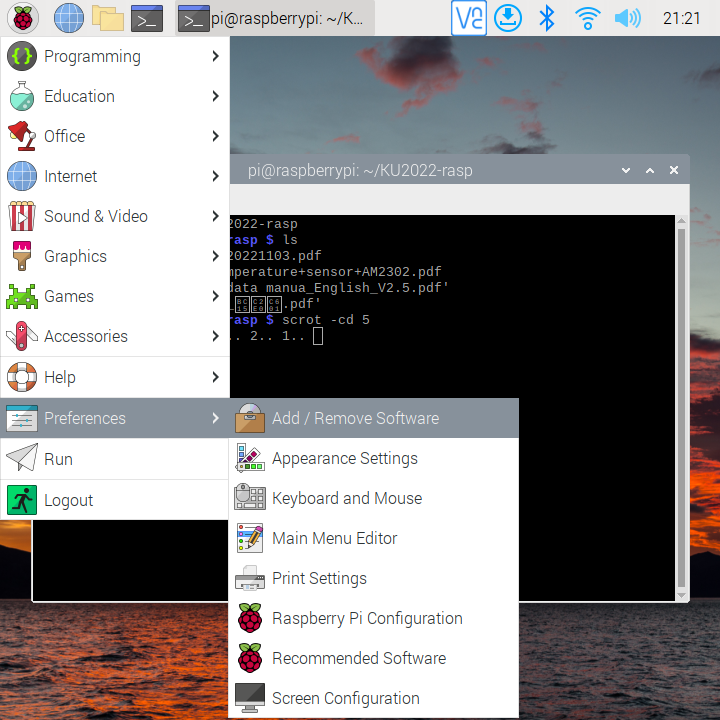 pi@raspberrypi: ~/K...
21:21
Programming
Education
Office
Internet
Sound & Video
Graphics
Games
Accessories
Help
Preferences
Run
Logout
pi@raspberrypi: ~/KU2022-rasp
2022-rasp
rasp $ ls
20221103.pdf
mperature+sensor+AM2302.pdf
data manua_English_V2.5.pdf'
.pdf'
rasp $ scrot -cd 5
.. 2.. 1..
Add / Remove Software
Appearance Settings
Keyboard and Mouse
Main Menu Editor
Print Settings
Raspberry Pi Configuration
Recommended Software
Screen Configuration